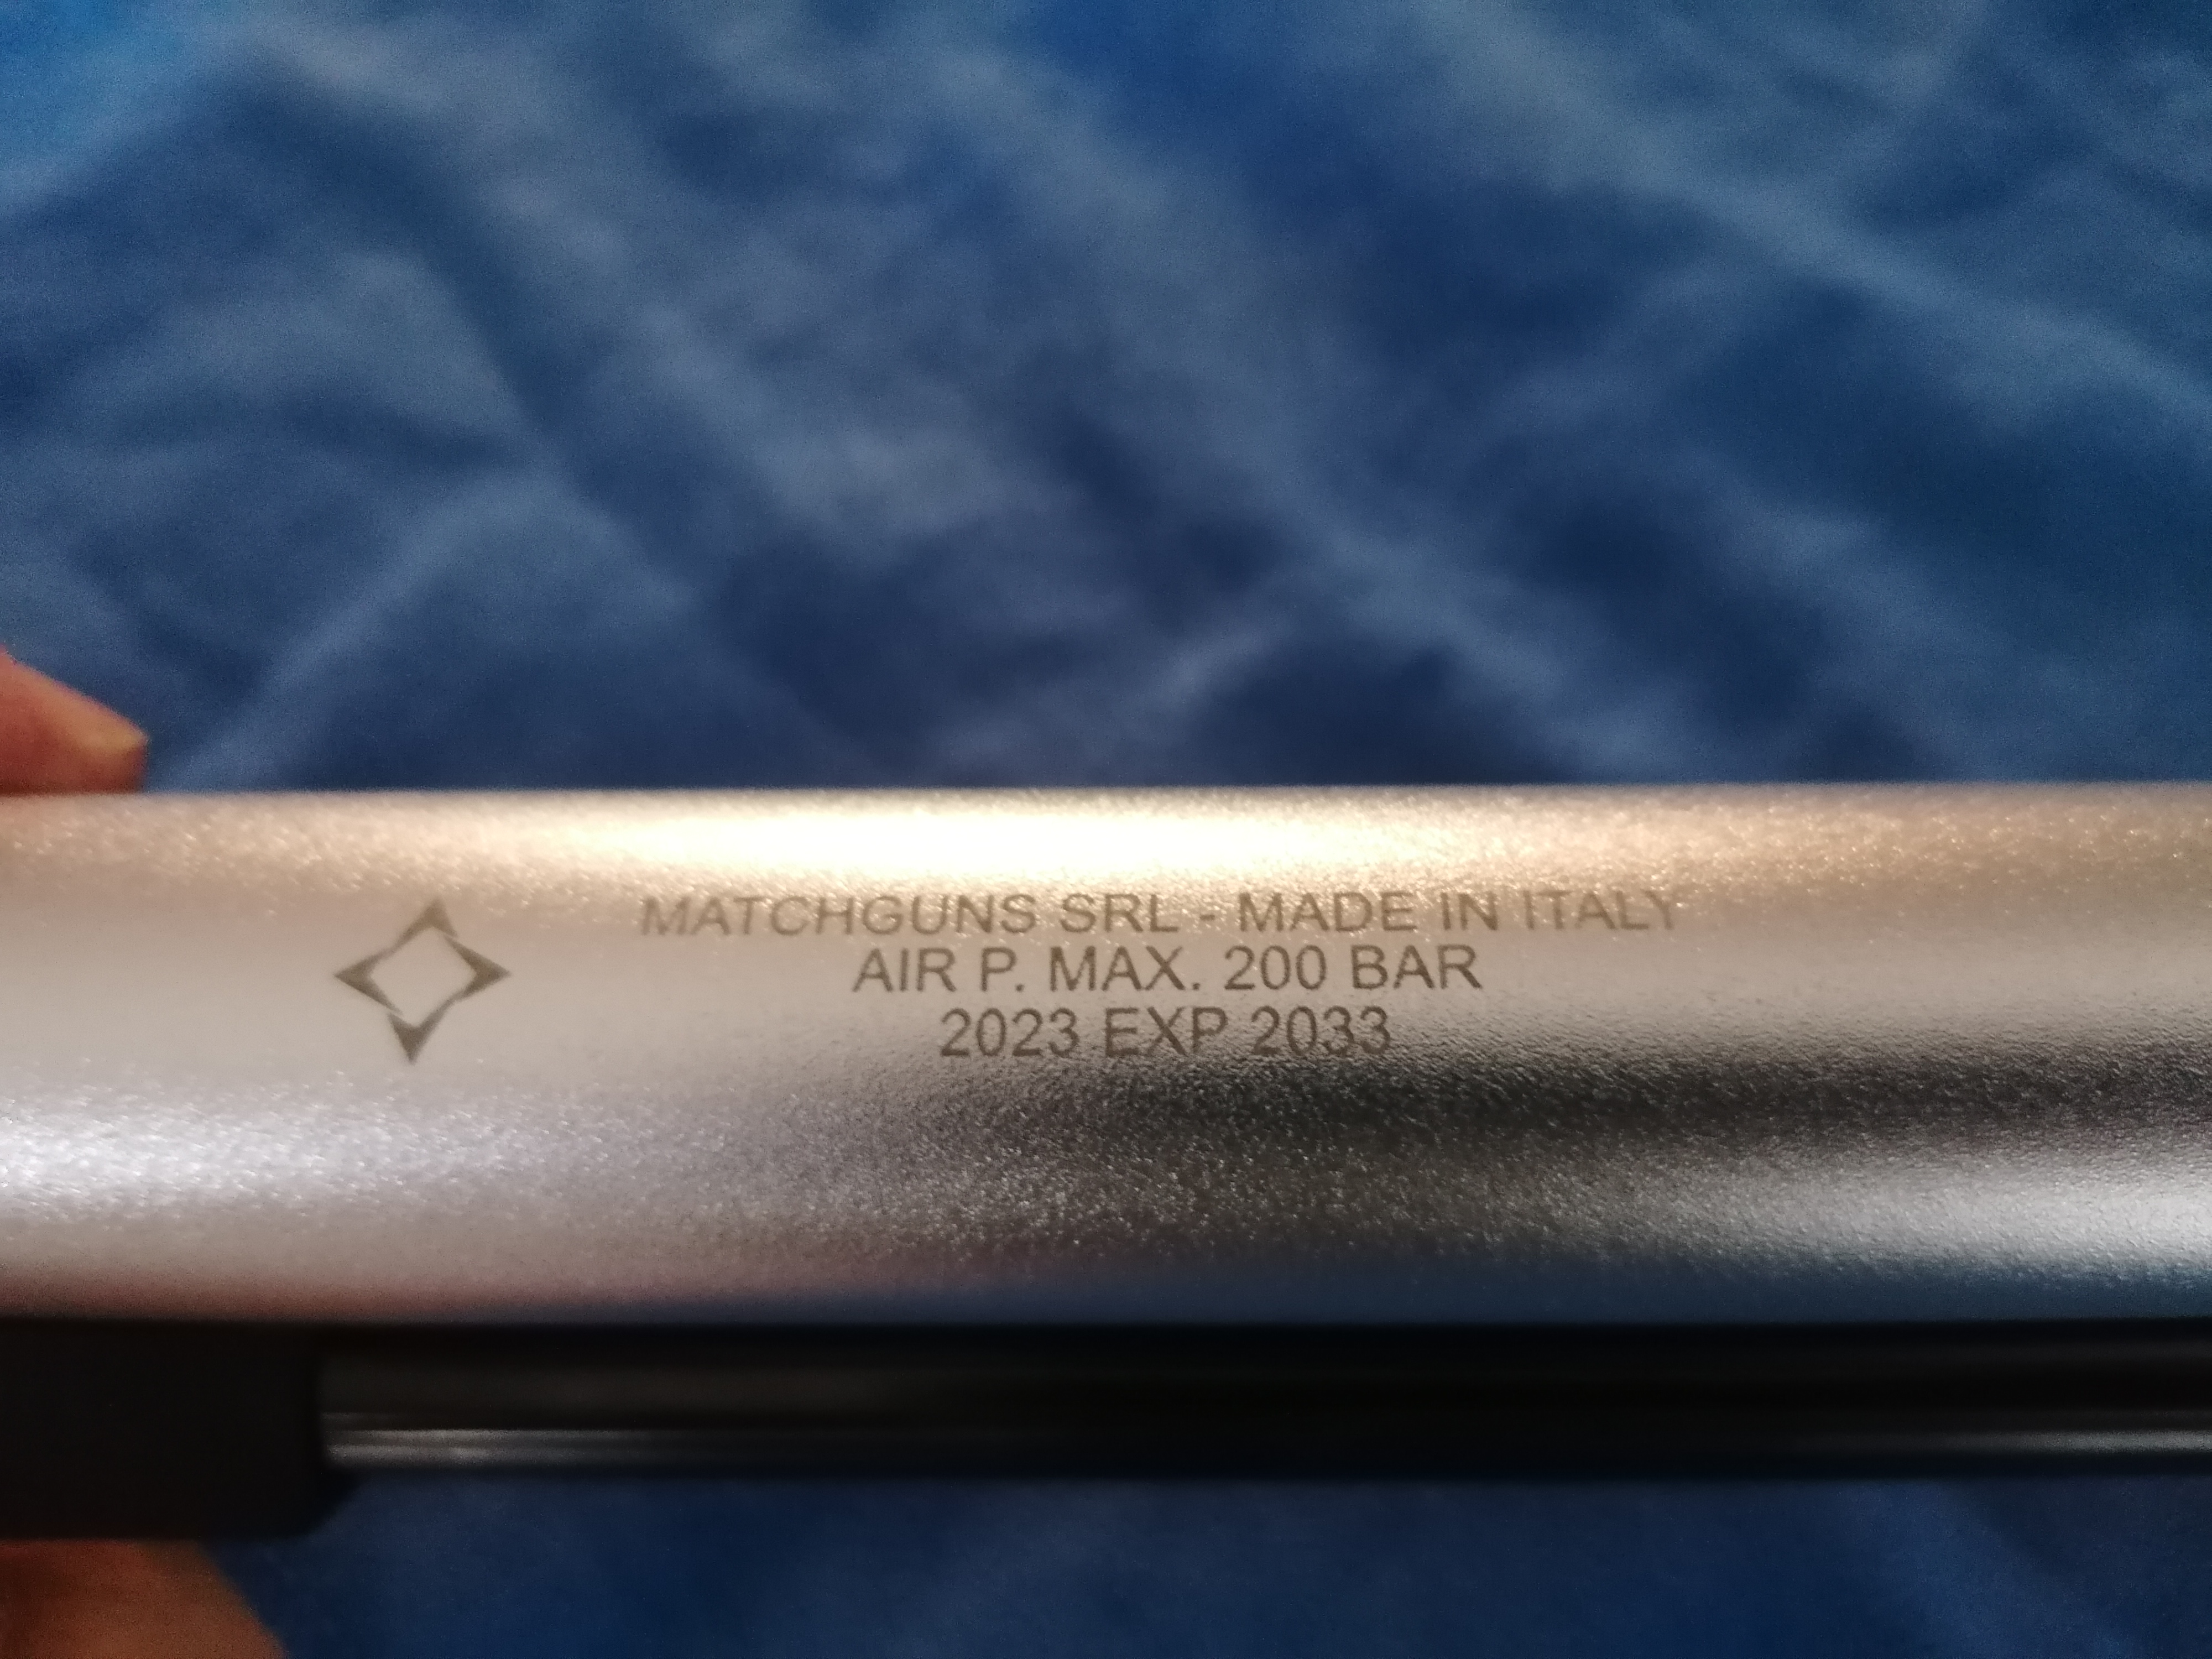 MATCHGUNS SRL - MADE IN ITALY
AIR P. MAX. 200 BAR
2023 EXP 2033